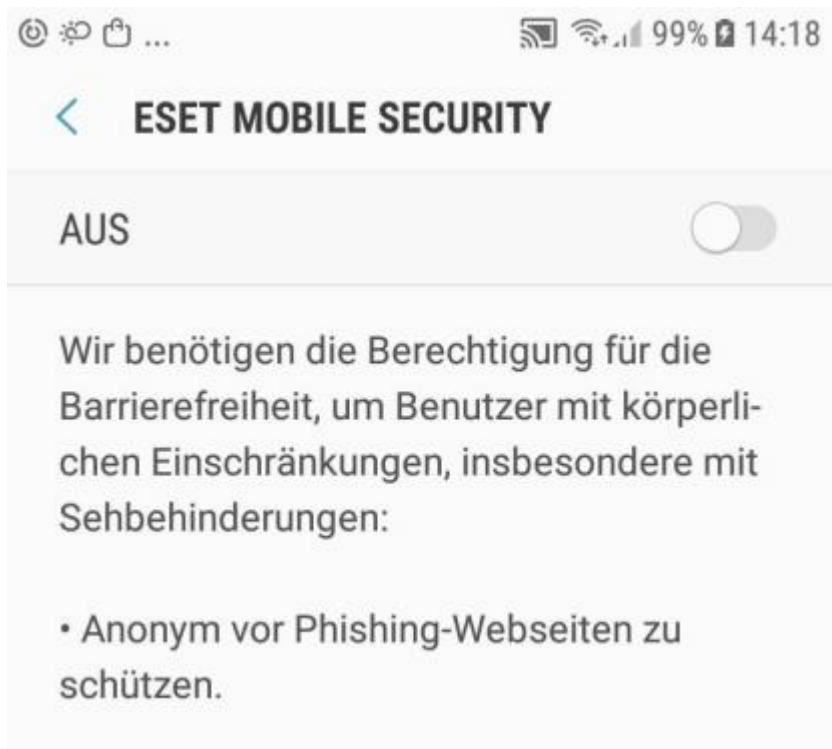 ... 99% 14:18
ESET MOBILE SECURITY
AUS
Wir benötigen die Berechtigung für die
Barrierefreiheit, um Benutzer mit körperli-
chen Einschränkungen, insbesondere mit
Sehbehinderungen:
• Anonym vor Phishing-Webseiten zu
schützen.